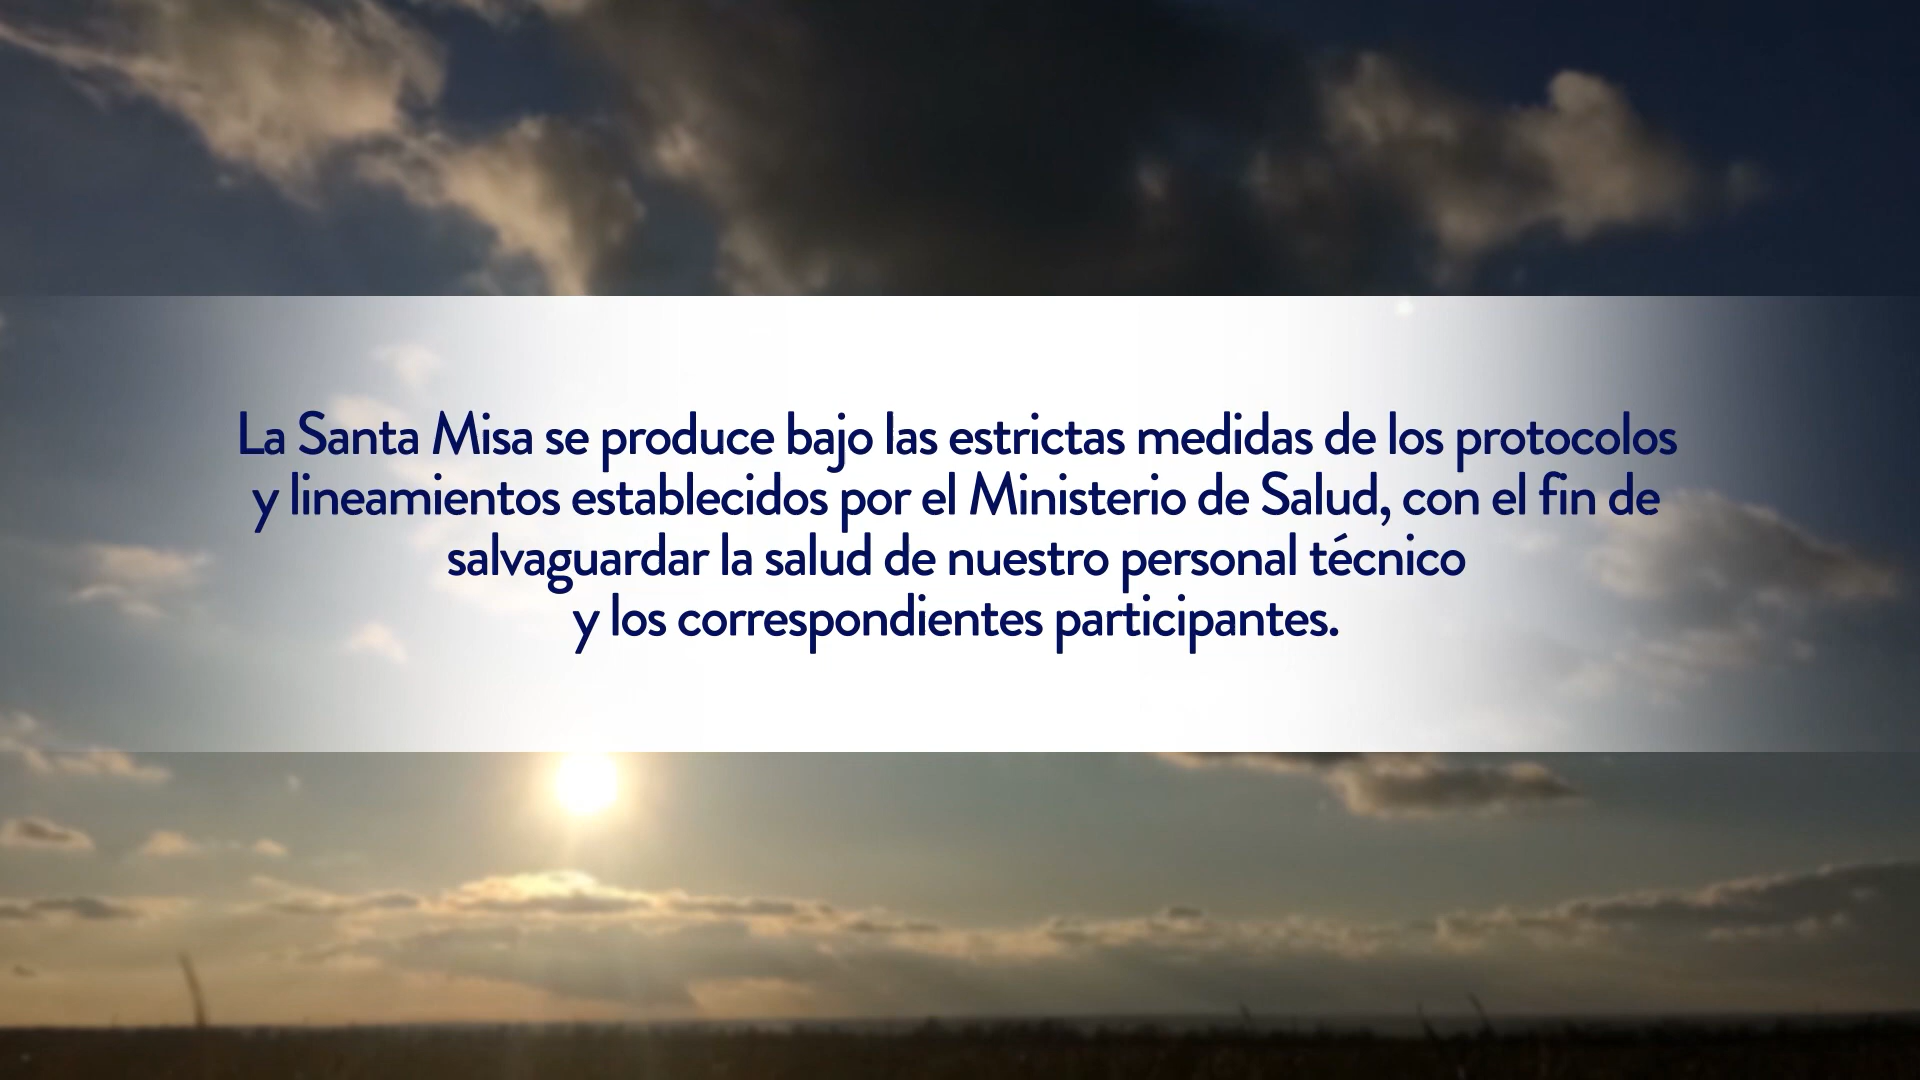 La Santa Misa se produce bajo las estrictas medidas de los protocolos
y lineamientos establecidos por el Ministerio de Salud, con el fin de
salvaguardar la salud de nuestro personal técnico
y los correspondientes participantes.